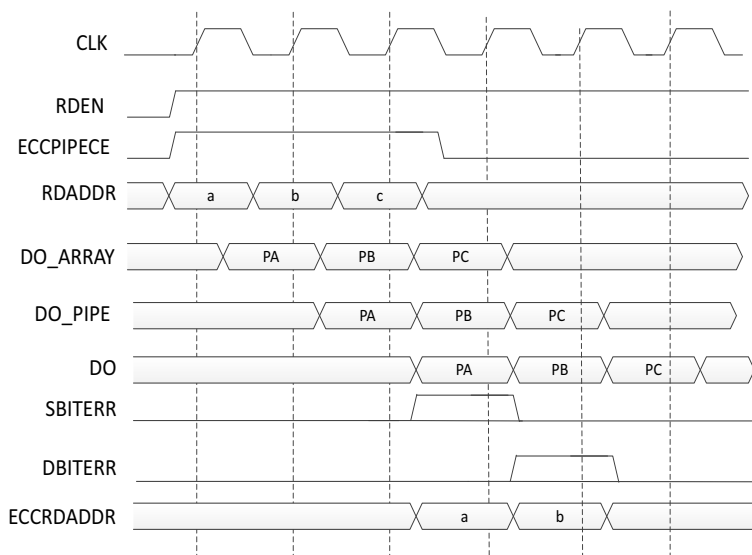 CLK
RDEN
ECCPIPECE
RDADDR a b c
DO_ARRAY PA PB PC
DO_PIPE PA PB PC
DO PA PB PC
SBITERR
DBITERR
ECCRDADDR a b